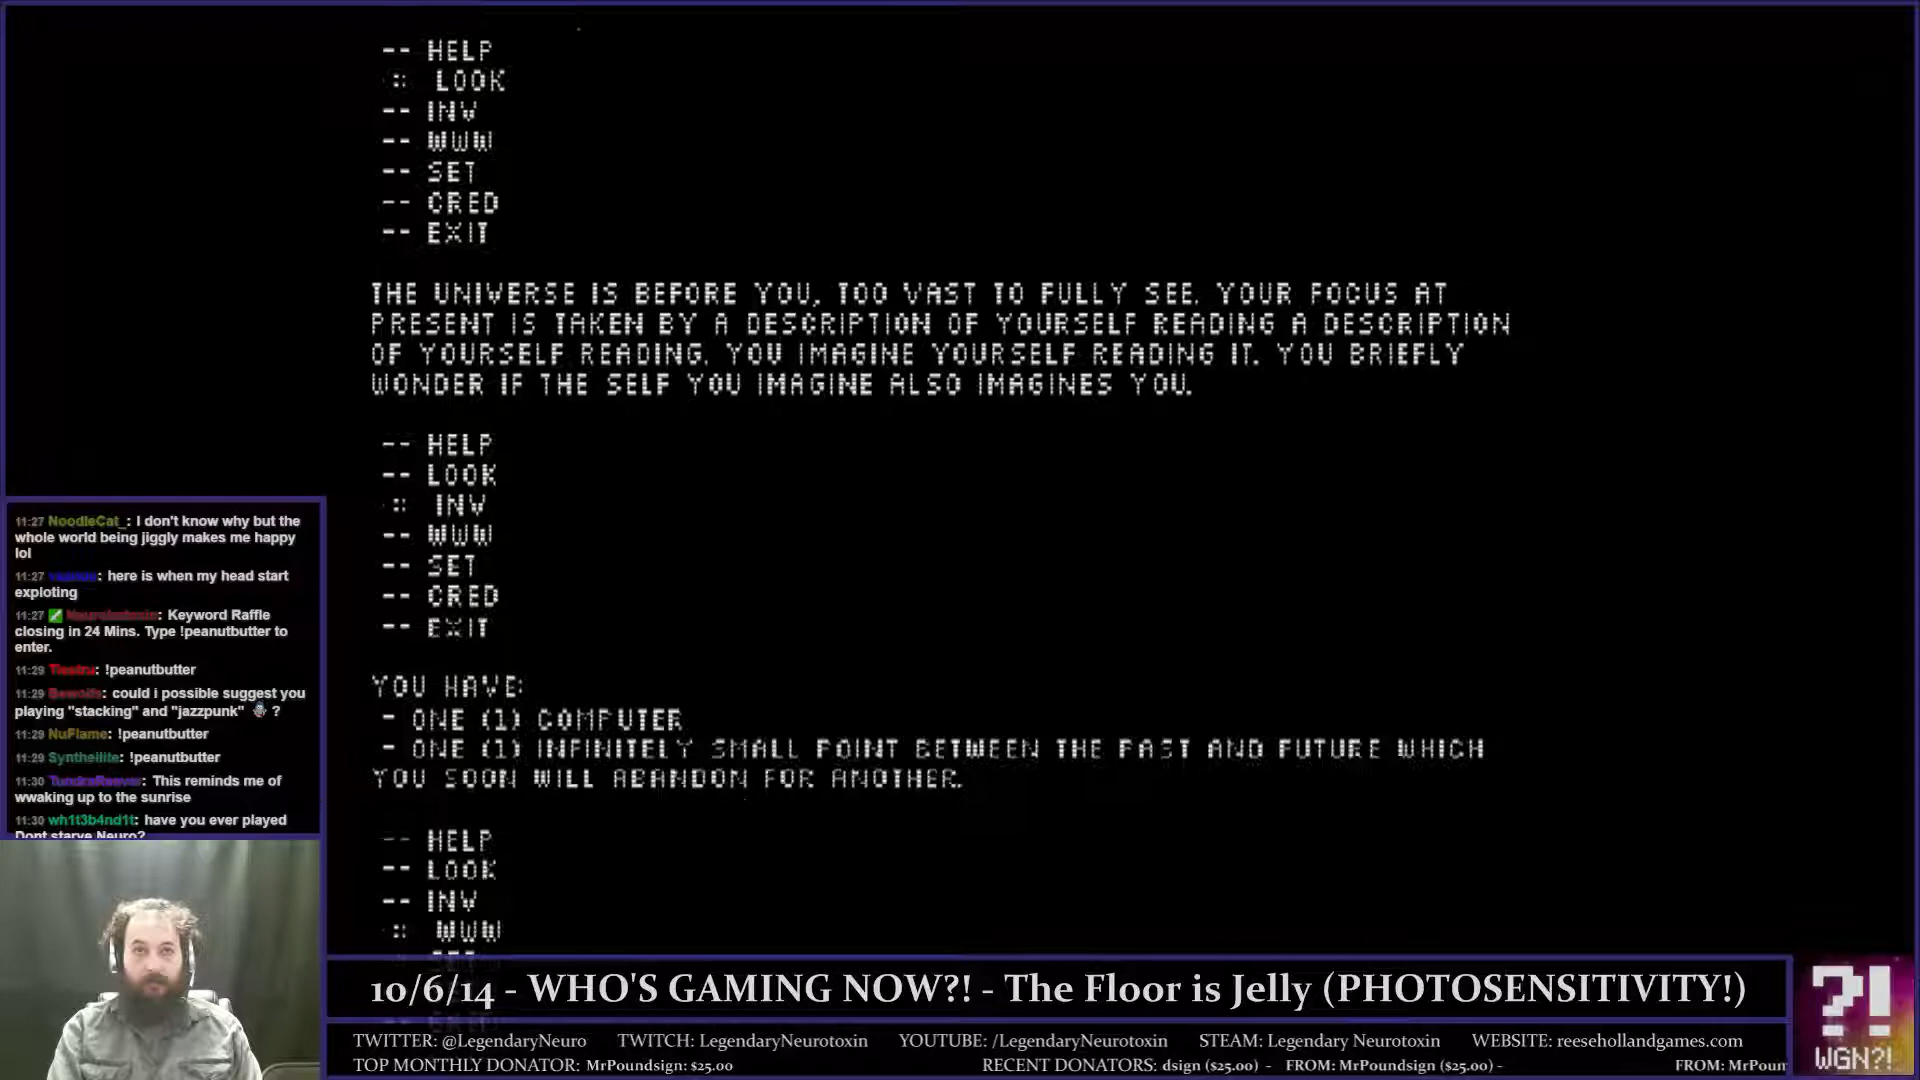 -- HELP
:: LOOK
-- INV
-- WWW
-- SET
-- CRED
-- EXIT
THE UNIVERSE IS BEFORE YOU, TOO VAST TO FULLY SEE. YOUR FOCUS AT
PRESENT IS TAKEN BY A DESCRIPTION OF YOURSELF READING A DESCRIPTION
OF YOURSELF READING. YOU IMAGINE YOURSELF READING IT. YOU BRIEFLY
WONDER IF THE SELF YOU IMAGINE ALSO IMAGINES YOU.
-- HELP
-- LOOK
:: INV
-- WWW
-- SET
-- CRED
-- EXIT
YOU HAVE:
- ONE (1) COMPUTER
- ONE (1) INFINITELY SMALL POINT BETWEEN THE PAST AND FUTURE WHICH
YOU SOON WILL ABANDON FOR ANOTHER.
-- HELP
-- LOOK
-- INV
:: WWW
11:27 NoodleCat_: I don't know why but the
whole world being jiggly makes me happy
lol
11:27 : here is when my head start
exploting
11:27 Neurotoxin: Keyword Raffle
closing in 24 Mins. Type !peanutbutter to
enter.
11:29 : !peanutbutter
11:29 : could i possible suggest you
playing "stacking" and "jazzpunk" ?
11:29 NuFlame: !peanutbutter
11:29 Synthellite: !peanutbutter
11:30 TundraReaver: This reminds me of
wwaking up to the sunrise
11:30 wh1t3b4nd1t: have you ever played
Dont starve Neuro?
10/6/14 - WHO'S GAMING NOW?! - The Floor is Jelly (PHOTOSENSITIVITY!)
TWITTER: @LegendaryNeuro TWITCH: LegendaryNeurotoxin YOUTUBE: /LegendaryNeurotoxin STEAM: Legendary Neurotoxin WEBSITE: reesehollandgames.com
TOP MONTHLY DONATOR: MrPoundsign: $25.00 RECENT DONATORS: dsign ($25.00) - FROM: MrPoundsign ($25.00) - FROM: MrPoun
?!
WGN?!